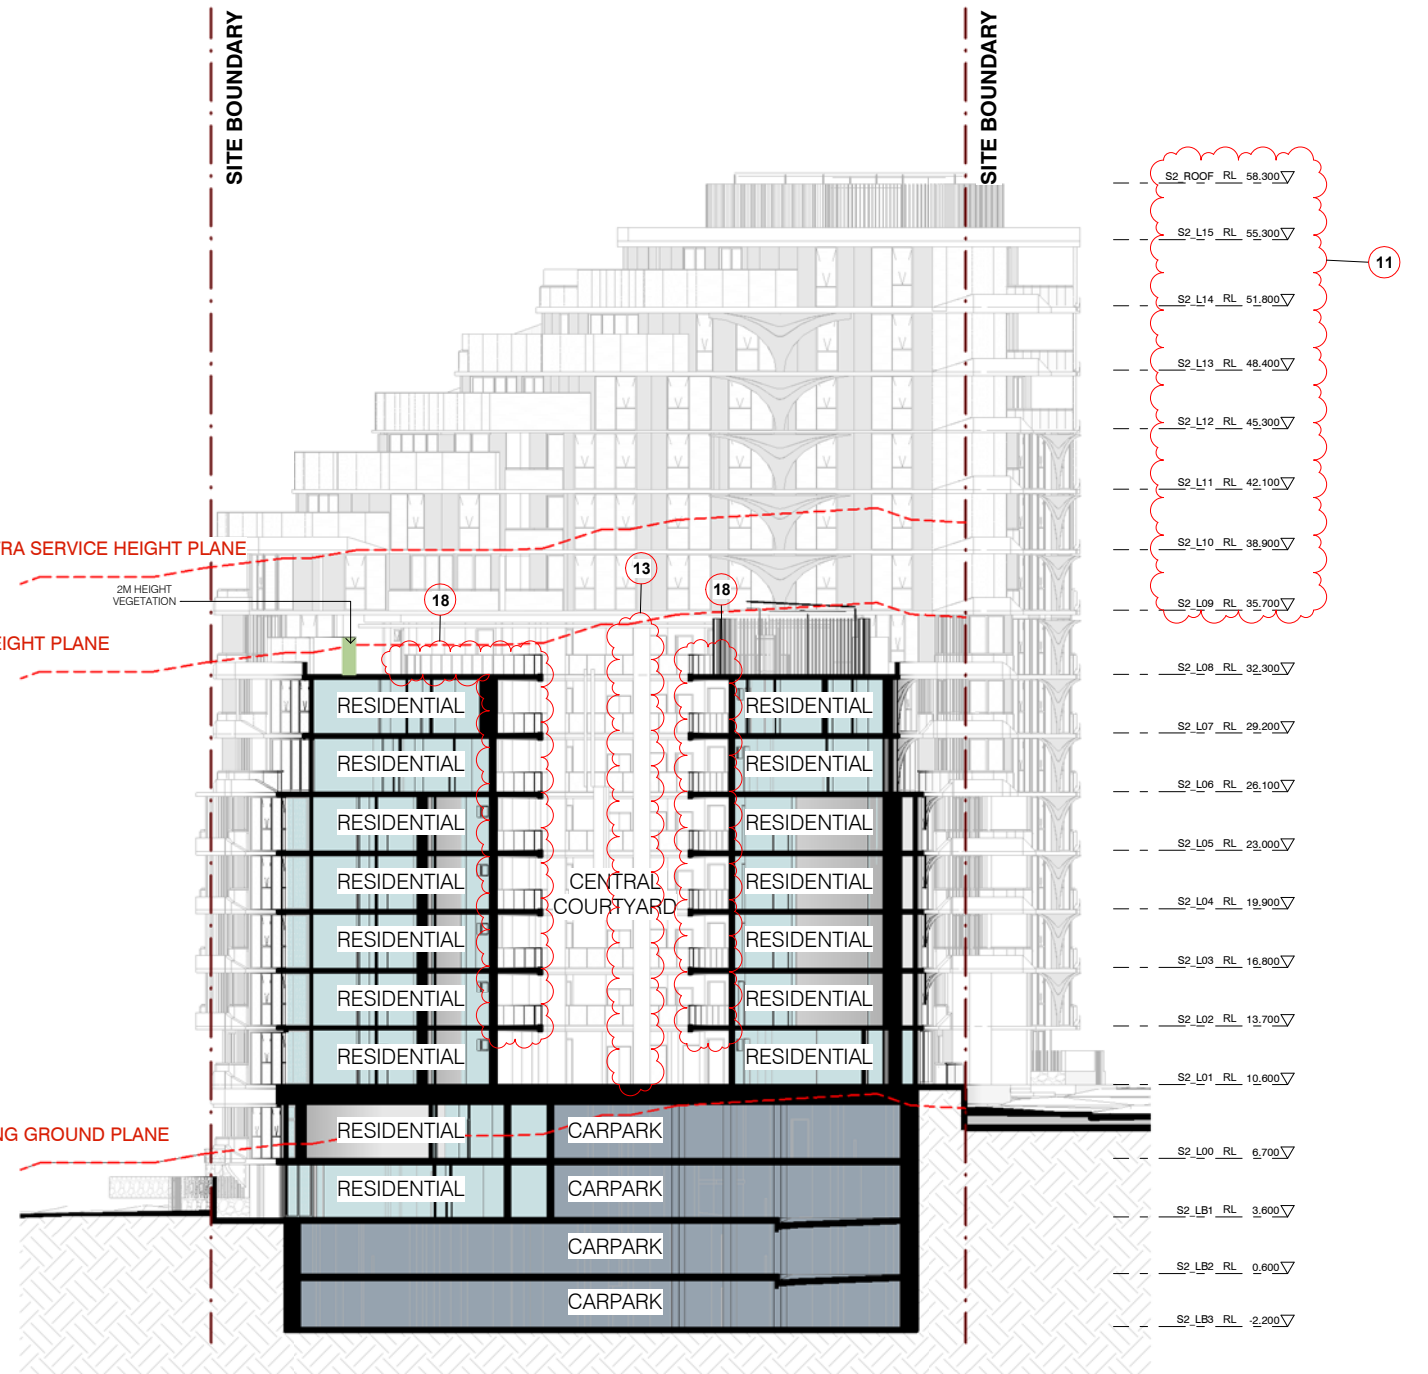 SITE BOUNDARY
SITE BOUNDARY
S2_ROOF RL 58.300
S2_L15 RL 55.300
11
S2_L14 RL 51.800
S2_L13 RL 48.400
S2_L12 RL 45.300
S2_L11 RL 42.100
S2_L10 RL 38.900
RA SERVICE HEIGHT PLANE
13
2M HEIGHT
VEGETATION
18
18
S2_L09 RL 35.700
EIGHT PLANE
S2_L08 RL 32.300
RESIDENTIAL
RESIDENTIAL
S2_L07 RL 29.200
RESIDENTIAL
RESIDENTIAL
S2_L06 RL 26.100
RESIDENTIAL
RESIDENTIAL
S2_L05 RL 23.000
RESIDENTIAL
CENTRAL
COURTYARD
RESIDENTIAL
S2_L04 RL 19.900
RESIDENTIAL
RESIDENTIAL
S2_L03 RL 16.800
RESIDENTIAL
RESIDENTIAL
S2_L02 RL 13.700
RESIDENTIAL
RESIDENTIAL
S2_L01 RL 10.600
NG GROUND PLANE
RESIDENTIAL
CARPARK
S2_L00 RL 6.700
RESIDENTIAL
CARPARK
S2_LB1 RL 3.600
CARPARK
S2_LB2 RL 0.600
CARPARK
S2_LB3 RL -2.200